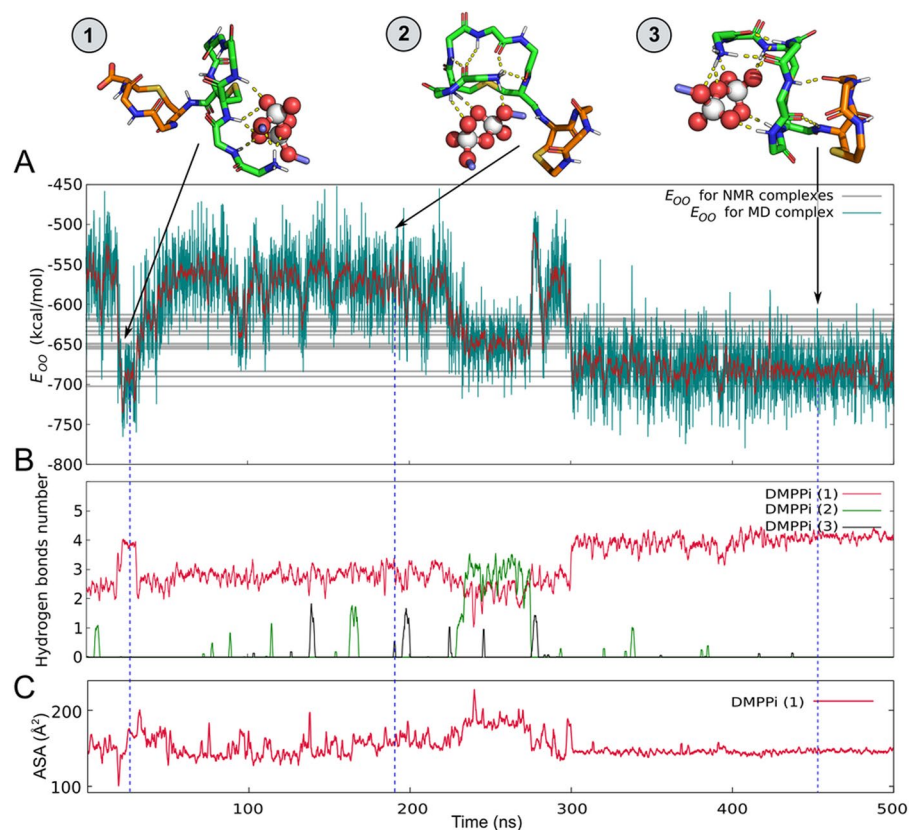 1
2
3
A
-450
-500
-550
-600
-650
-700
-750
-800
E_OO (kcal/mol)
E_OO for NMR complexes
E_OO for MD complex
B
5
4
3
2
1
0
Hydrogen bonds number
DMPPi (1)
DMPPi (2)
DMPPi (3)
C
200
100
ASA (Å²)
DMPPi (1)
0 100 200 300 400 500
Time (ns)